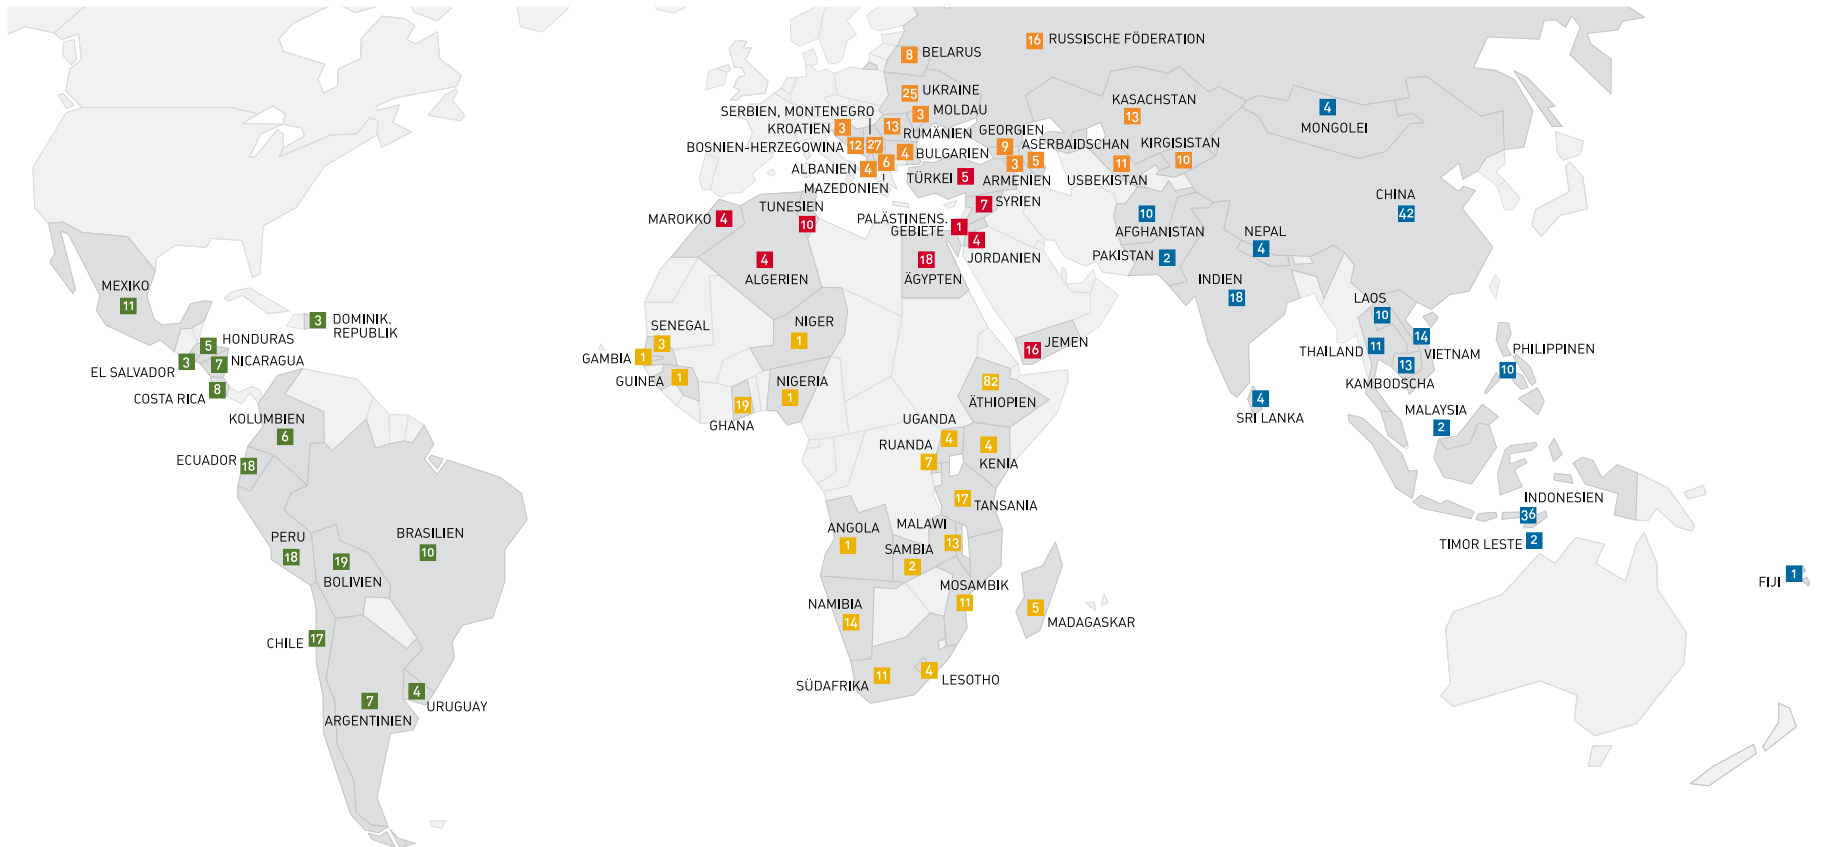 16 RUSSISCHE FÖDERATION
8 BELARUS
25 UKRAINE
3 MOLDAU
SERBIEN, MONTENEGRO
27
KROATIEN 3
13
RUMÄNIEN
BOSNIEN-HERZEGOWINA 12
4 BULGARIEN
ALBANIEN 4
6
MAZEDONIEN
GEORGIEN
9
ASERBAIDSCHAN
5
3
ARMENIEN
KASACHSTAN
13
KIRGISISTAN
10
11
USBEKISTAN
TÜRKEI 5
7
SYRIEN
PALÄSTINENS.
GEBIETE 1
4
JORDANIEN
MAROKKO 4
TUNESIEN
10
4
ALGERIEN
18
ÄGYPTEN
JEMEN
16
4
MONGOLEI
CHINA
42
10
AFGHANISTAN
PAKISTAN 2
NEPAL
4
INDIEN
18
LAOS
10
THAILAND 11
14
VIETNAM
13
KAMBODSCHA
PHILIPPINEN
10
4
SRI LANKA
MALAYSIA
2
INDONESIEN
36
TIMOR LESTE 2
FIJI 1
MEXIKO
11
3 DOMINIK.
REPUBLIK
5 HONDURAS
3
EL SALVADOR
7 NICARAGUA
8
COSTA RICA
KOLUMBIEN
6
ECUADOR 18
PERU
18
19
BOLIVIEN
BRASILIEN
10
CHILE 17
7
ARGENTINIEN
4
URUGUAY
SENEGAL
3
GAMBIA 1
GUINEA 1
NIGER
1
NIGERIA
1
19
GHANA
82
ÄTHIOPIEN
UGANDA
4
RUANDA
7
4
KENIA
17
TANSANIA
ANGOLA
1
MALAWI
13
SAMBIA
2
MOSAMBIK
11
NAMIBIA
14
5
MADAGASKAR
SÜDAFRIKA 11
4
LESOTHO